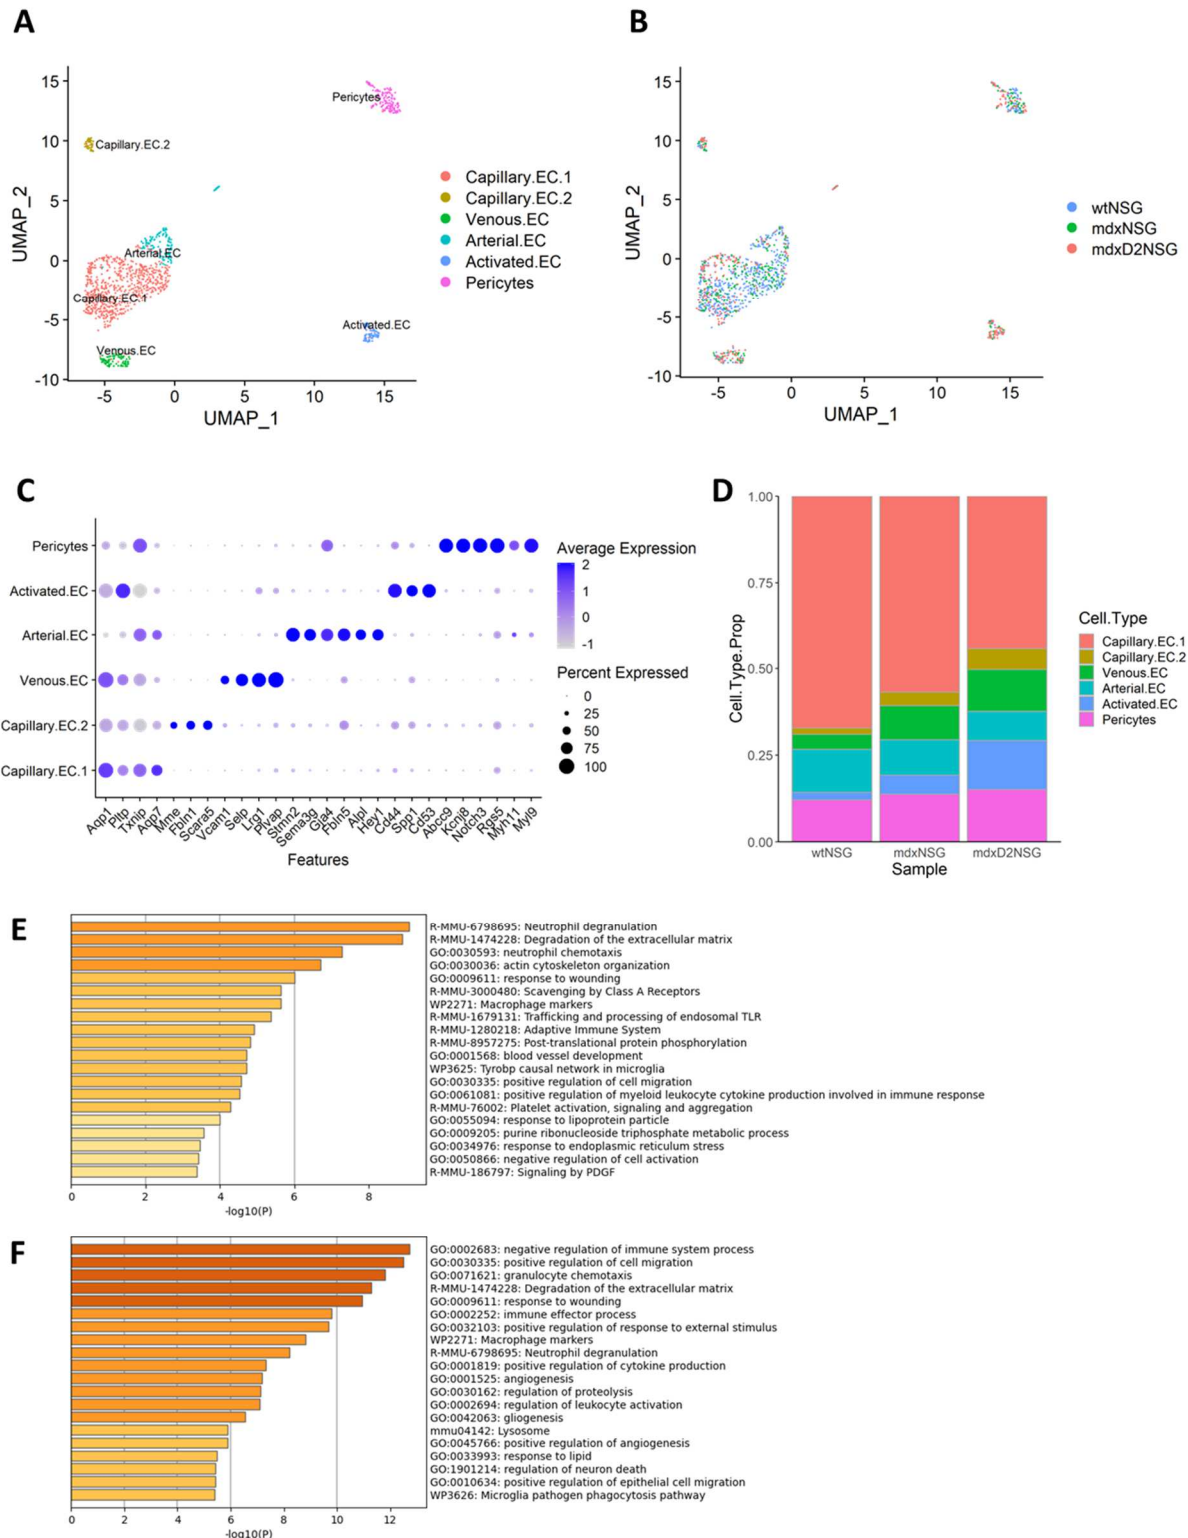 A
B
15
10
5
0
-5
-10
UMAP_2
Pericytes
Capillary.EC.2
Arterial.EC
Capillary.EC.1
Venous.EC
Activated.EC
-5
0
5
10
15
UMAP_1
Capillary.EC.1
Capillary.EC.2
Venous.EC
Arterial.EC
Activated.EC
Pericytes
15
10
5
0
-5
-10
UMAP_2
-5
0
5
10
15
UMAP_1
wtNSG
mdxNSG
mdxD2NSG
C
Pericytes
Activated.EC
Arterial.EC
Venous.EC
Capillary.EC.2
Capillary.EC.1
Aqp1
Pltp
Txnip
Aqp7
Mme
Fbln1
Scara5
Vcam1
Selp
Lrg1
Plvap
Stmn2
Sema3g
Gja4
Fbln5
Alpl
Hey1
Cd44
Spp1
Cd53
Abcc9
Kcnj8
Notch3
Rgs5
Myh11
Myl9
Features
Average Expression
2
1
0
-1
Percent Expressed
0
25
50
75
100
D
1.00
0.75
0.50
0.25
0.00
Cell.Type.Prop
wtNSG
mdxNSG
mdxD2NSG
Sample
Cell.Type
Capillary.EC.1
Capillary.EC.2
Venous.EC
Arterial.EC
Activated.EC
Pericytes
E
R-MMU-6798695: Neutrophil degranulation
R-MMU-1474228: Degradation of the extracellular matrix
GO:0030593: neutrophil chemotaxis
GO:0030036: actin cytoskeleton organization
GO:0009611: response to wounding
R-MMU-3000480: Scavenging by Class A Receptors
WP2271: Macrophage markers
R-MMU-1679131: Trafficking and processing of endosomal TLR
R-MMU-1280218: Adaptive Immune System
R-MMU-8957275: Post-translational protein phosphorylation
GO:0001568: blood vessel development
WP3625: Tyrobp causal network in microglia
GO:0030335: positive regulation of cell migration
GO:0061081: positive regulation of myeloid leukocyte cytokine production involved in immune response
R-MMU-76002: Platelet activation, signaling and aggregation
GO:0055094: response to lipoprotein particle
GO:0009205: purine ribonucleoside triphosphate metabolic process
GO:0034976: response to endoplasmic reticulum stress
GO:0050866: negative regulation of cell activation
R-MMU-186797: Signaling by PDGF
0
2
4
6
8
-log10(P)
F
GO:0002683: negative regulation of immune system process
GO:0030335: positive regulation of cell migration
GO:0071621: granulocyte chemotaxis
R-MMU-1474228: Degradation of the extracellular matrix
GO:0009611: response to wounding
GO:0002252: immune effector process
GO:0032103: positive regulation of response to external stimulus
WP2271: Macrophage markers
R-MMU-6798695: Neutrophil degranulation
GO:0001819: positive regulation of cytokine production
GO:0001525: angiogenesis
GO:0030162: regulation of proteolysis
GO:0002694: regulation of leukocyte activation
GO:0042063: gliogenesis
mmu04142: Lysosome
GO:0045766: positive regulation of angiogenesis
GO:0033993: response to lipid
GO:1901214: regulation of neuron death
GO:0010634: positive regulation of epithelial cell migration
WP3626: Microglia pathogen phagocytosis pathway
0
2
4
6
8
10
12
-log10(P)